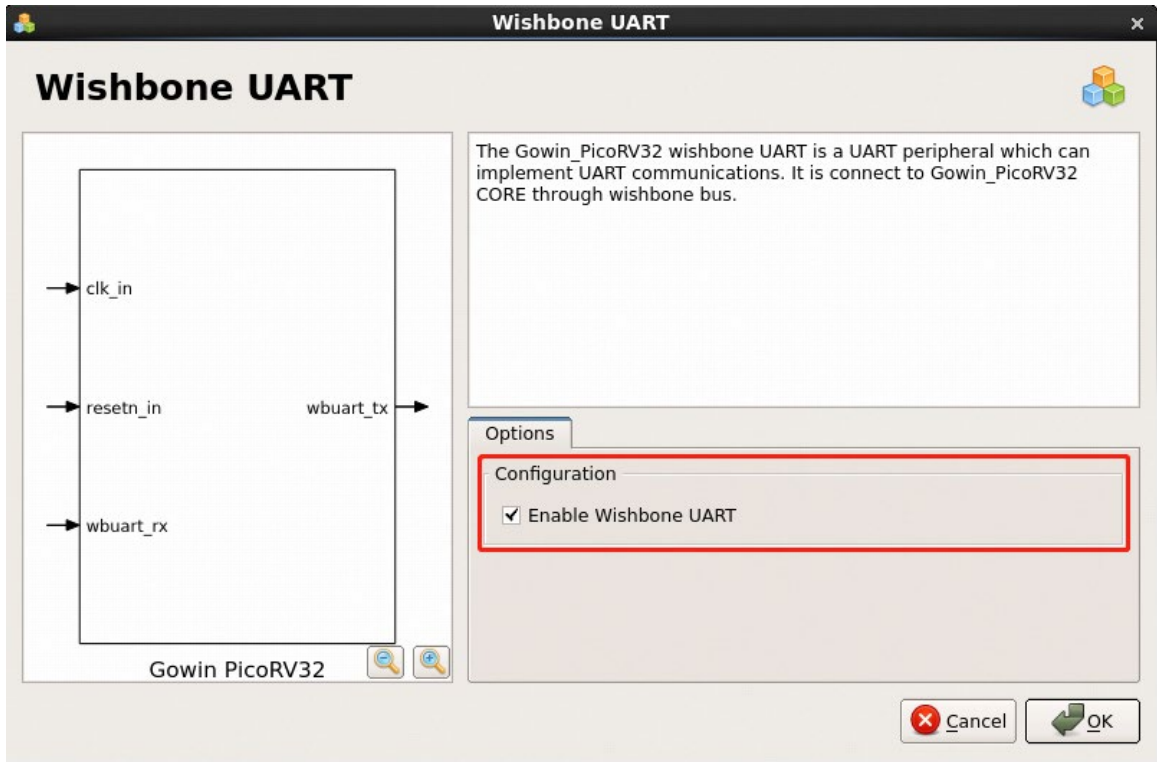 Wishbone UART
Wishbone UART
clk_in
resetn_in
wbuart_tx
wbuart_rx
Gowin PicoRV32
The Gowin_PicoRV32 wishbone UART is a UART peripheral which can
implement UART communications. It is connect to Gowin_PicoRV32
CORE through wishbone bus.
Options
Configuration
Enable Wishbone UART
Cancel
OK